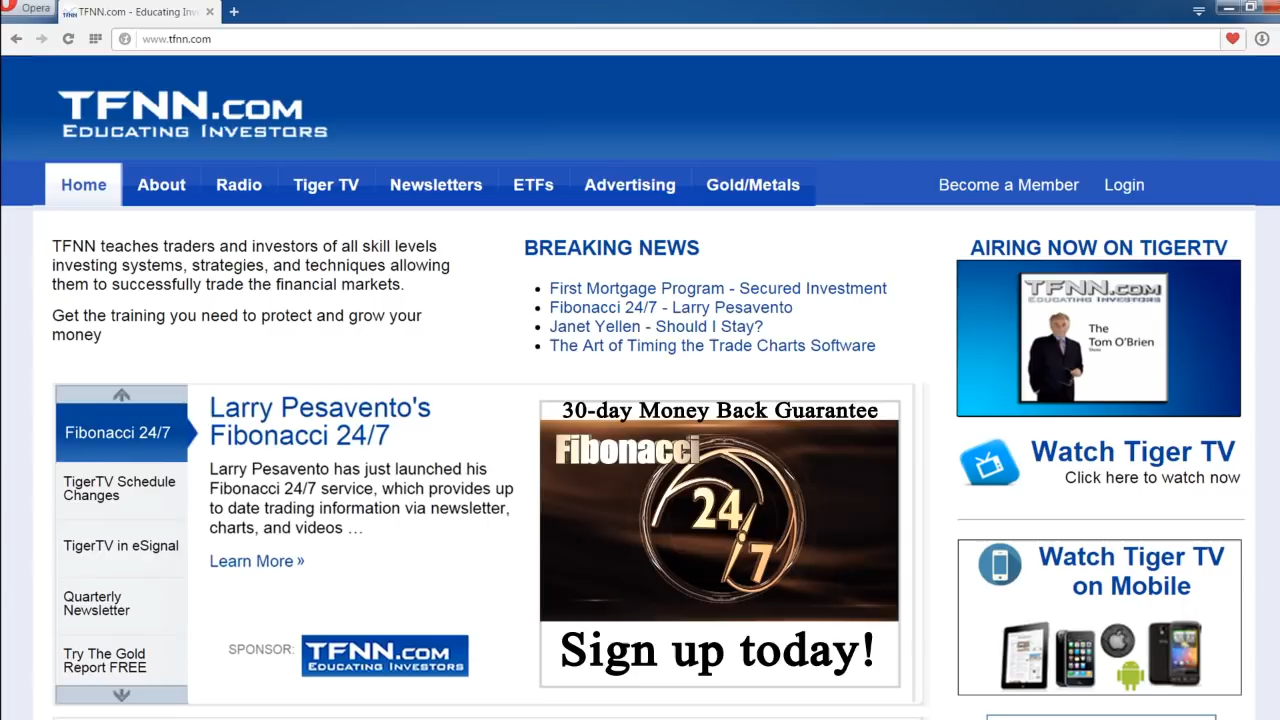 Opera
TFNN.com - Educating Inv
www.tfnn.com
TFNN.COM
EDUCATING INVESTORS
Home
About
Radio
Tiger TV
Newsletters
ETFs
Advertising
Gold/Metals
Become a Member
Login
TFNN teaches traders and investors of all skill levels
investing systems, strategies, and techniques allowing
them to successfully trade the financial markets.
Get the training you need to protect and grow your
money
BREAKING NEWS
First Mortgage Program - Secured Investment
Fibonacci 24/7 - Larry Pesavento
Janet Yellen - Should I Stay?
The Art of Timing the Trade Charts Software
AIRING NOW ON TIGERTV
TFNN.COM
EDUCATING INVESTORS
The
Tom O'Brien
Show
Watch Tiger TV
Click here to watch now
Watch Tiger TV
on Mobile
Fibonacci 24/7
TigerTV Schedule
Changes
TigerTV in eSignal
Quarterly
Newsletter
Try The Gold
Report FREE
Larry Pesavento's
Fibonacci 24/7
Larry Pesavento has just launched his
Fibonacci 24/7 service, which provides up
to date trading information via newsletter,
charts, and videos …
Learn More »
SPONSOR:
TFNN.COM
EDUCATING INVESTORS
30-day Money Back Guarantee
Fibonacci
24
7
Sign up today!